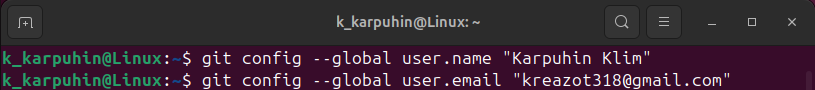 k_karpuhin@Linux: ~
k_karpuhin@Linux:~$ git config --global user.name "Karpuhin Klim"
k_karpuhin@Linux:~$ git config --global user.email "kreazot318@gmail.com"